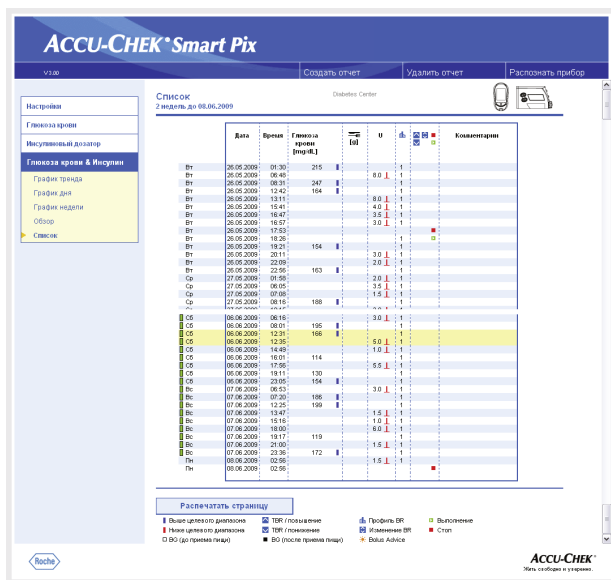 ACCU-CHEK® Smart Pix
V 3.00 Создать отчет Удалить отчет Распознать прибор
Список Diabetes Center
2 недель до 08.06.2009
Настройки
Глюкоза крови
Инсулиновый дозатор
Глюкоза крови & Инсулин
График тренда
График дня
График недели
Обзор
Список
Дата Время Глюкоза U Комментарии
крови [g]
[mg/dL]
Вт 26.05.2009 01:30 215 1
Вт 26.05.2009 06:48 8.0 1
Вт 26.05.2009 08:31 247 1
Вт 26.05.2009 12:42 164 1
Вт 26.05.2009 13:11 8.0 1
Вт 26.05.2009 15:41 4.0 1
Вт 26.05.2009 16:47 3.5 1
Вт 26.05.2009 16:57 3.0 1
Вт 26.05.2009 17:53
Вт 26.05.2009 18:26 1
Вт 26.05.2009 19:21 154 1
Вт 26.05.2009 20:11 3.0 1
Вт 26.05.2009 22:09 2.0 1
Вт 26.05.2009 22:56 163 1
Ср 27.05.2009 01:58 2.0 1
Ср 27.05.2009 06:05 3.5 1
Ср 27.05.2009 07:08 1.5 1
Ср 27.05.2009 08:16 188 1
Сб 06.06.2009 06:16 3.0 1
Сб 06.06.2009 08:01 195 1
Сб 06.06.2009 12:31 166 1
Сб 06.06.2009 12:35 5.0 1
Сб 06.06.2009 14:49 1.0 1
Сб 06.06.2009 16:01 114 1
Сб 06.06.2009 17:56 5.5 1
Сб 06.06.2009 19:11 130 1
Сб 06.06.2009 23:05 154 1
Вс 07.06.2009 06:53 3.0 1
Вс 07.06.2009 07:20 186 1
Вс 07.06.2009 12:25 199 1
Вс 07.06.2009 13:47 1.5 1
Вс 07.06.2009 15:16 1.0 1
Вс 07.06.2009 18:00 6.0 1
Вс 07.06.2009 19:17 119 1
Вс 07.06.2009 21:00 1.5 1
Вс 07.06.2009 23:36 172 1
Пн 08.06.2009 02:56 1.5 1
Пн 08.06.2009 02:56
Распечатать страницу
Выше целевого диапазона TBR / повышение Профиль BR Выполнение
Ниже целевого диапазона TBR / понижение Изменение BR Стоп
BG (до приема пищи) BG (после приема пищи) Bolus Advice
Roche ACCU-CHEK®
Жить свободно и уверенно.